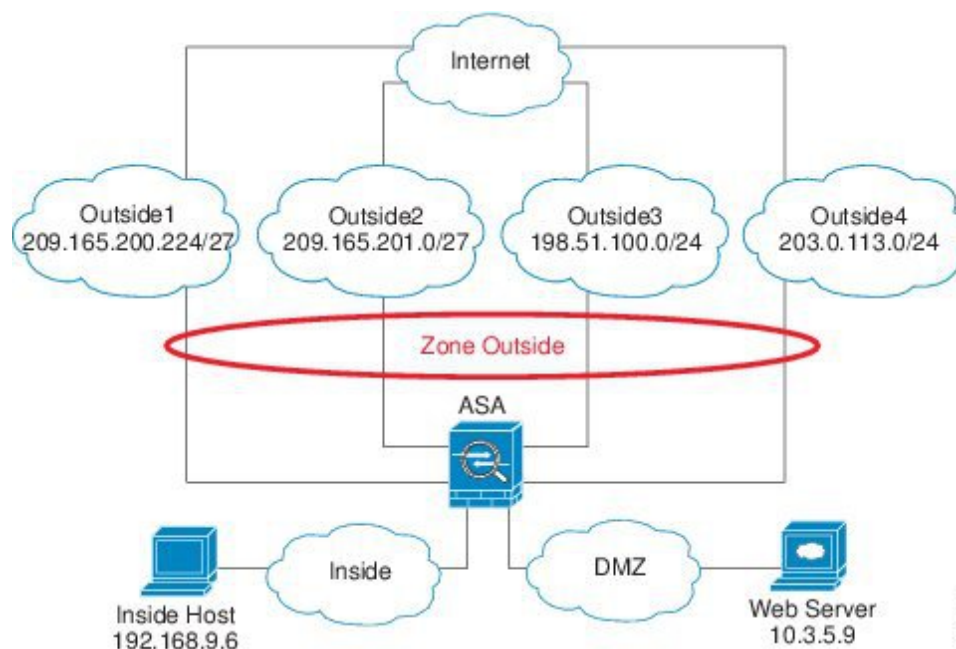 Internet
Outside1
209.165.200.224/27
Outside2
209.165.201.0/27
Outside3
198.51.100.0/24
Outside4
203.0.113.0/24
Zone Outside
ASA
Inside
DMZ
Inside Host
192.168.9.6
Web Server
10.3.5.9